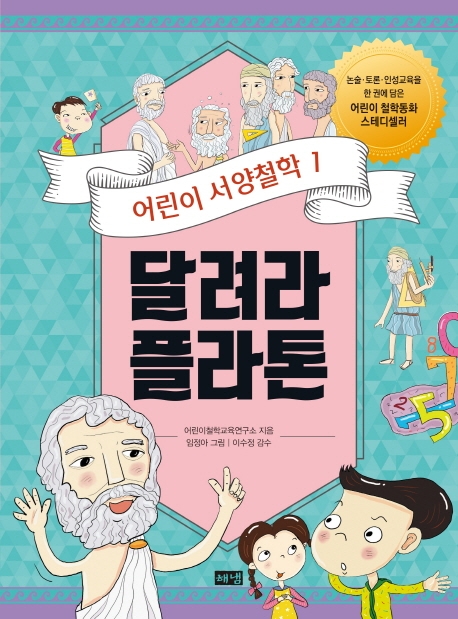 논술·토론·인성교육을
한 권에 담은
어린이 철학동화
스테디셀러
어린이 서양철학 1
달려라
플라톤
어린이철학교육연구소 지음
임정아 그림 | 이수정 감수
해냄